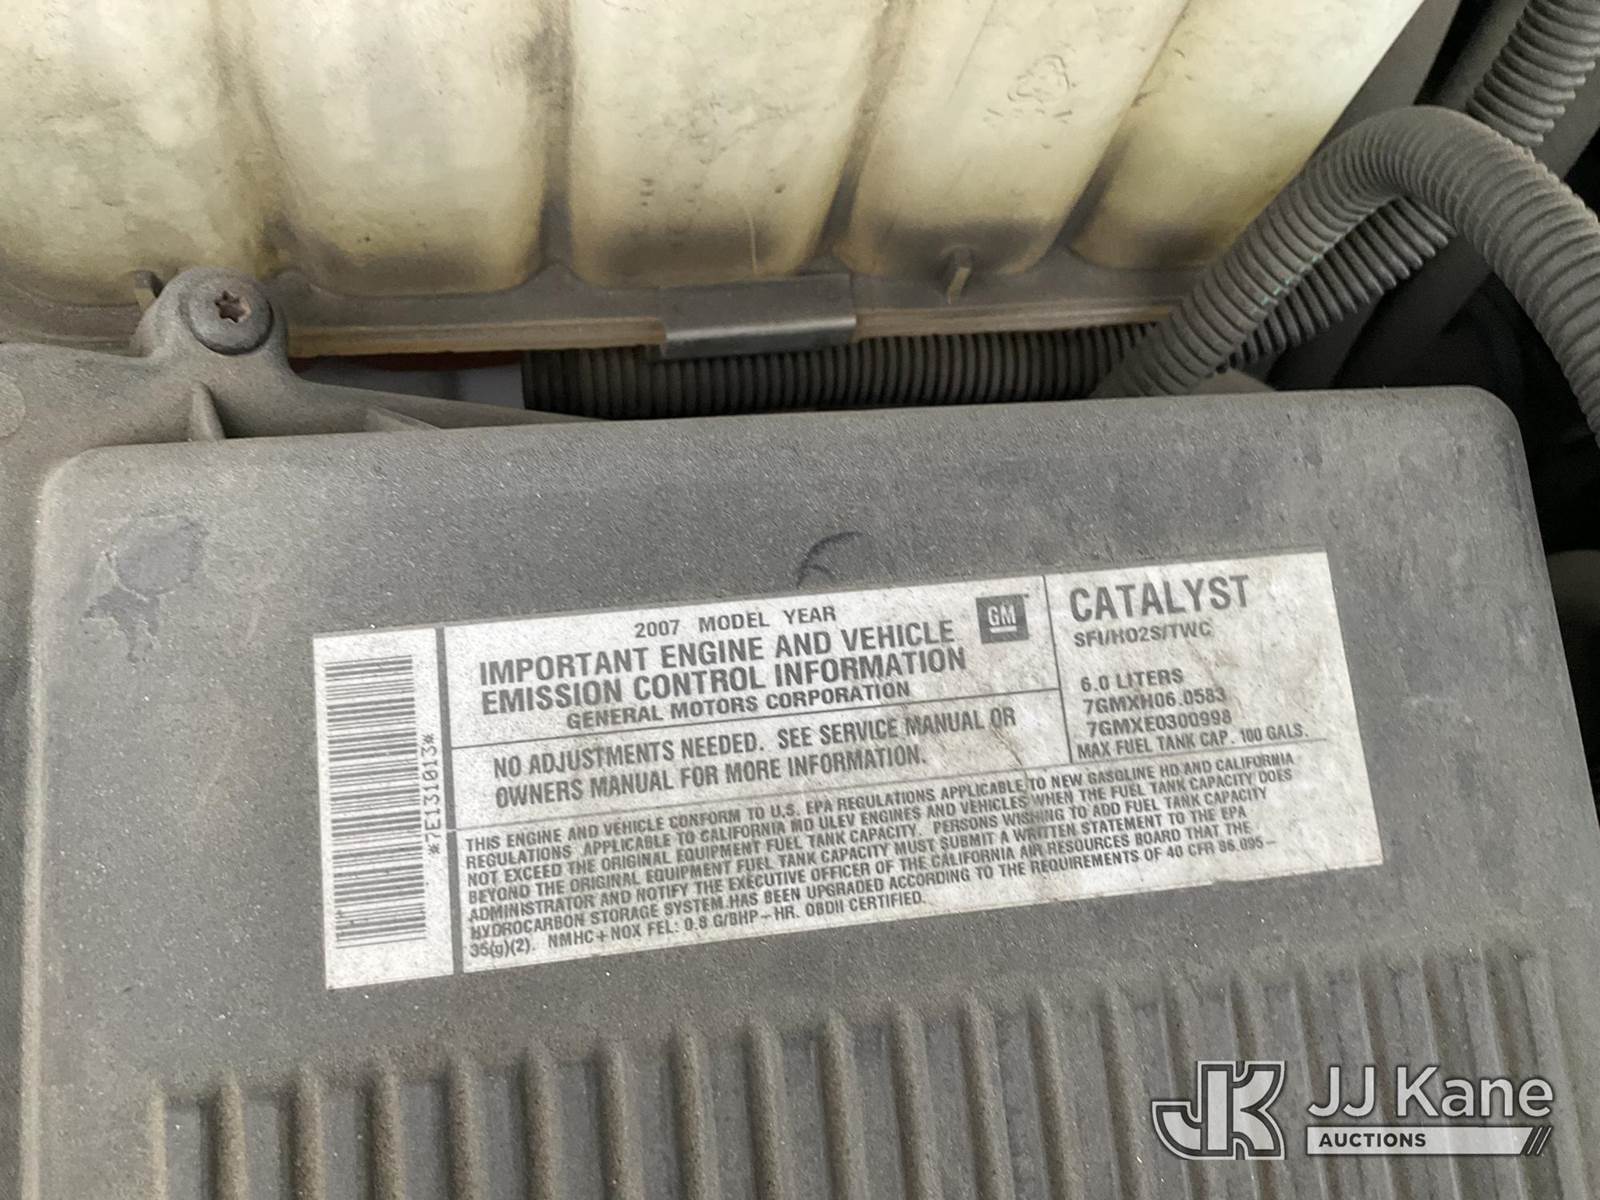 2007 MODEL YEAR
IMPORTANT ENGINE AND VEHICLE
EMISSION CONTROL INFORMATION
GENERAL MOTORS CORPORATION
GM
CATALYST
SFI/HO2S/TWC
6.0 LITERS
7GMXH06.0583
7GMXE0300998
MAX FUEL TANK CAP. 100 GALS.
NO ADJUSTMENTS NEEDED. SEE SERVICE MANUAL OR
OWNERS MANUAL FOR MORE INFORMATION.
THIS ENGINE AND VEHICLE CONFORM TO U.S. EPA REGULATIONS APPLICABLE TO NEW GASOLINE HD AND CALIFORNIA
REGULATIONS APPLICABLE TO CALIFORNIA MD ULEV ENGINES AND VEHICLES WHEN THE FUEL TANK CAPACITY DOES
NOT EXCEED THE ORIGINAL EQUIPMENT FUEL TANK CAPACITY. PERSONS WISHING TO ADD FUEL TANK CAPACITY
BEYOND THE ORIGINAL EQUIPMENT FUEL TANK CAPACITY MUST SUBMIT A WRITTEN STATEMENT TO THE EPA
ADMINISTRATOR AND NOTIFY THE EXECUTIVE OFFICER OF THE CALIFORNIA AIR RESOURCES BOARD THAT THE
HYDROCARBON STORAGE SYSTEM HAS BEEN UPGRADED ACCORDING TO THE REQUIREMENTS OF 40 CFR 86.095-
35(g)(2). NMHC+NOX FEL: 0.8 G/BHP-HR. OBDII CERTIFIED.
*7E131013*
JK JJ Kane
AUCTIONS